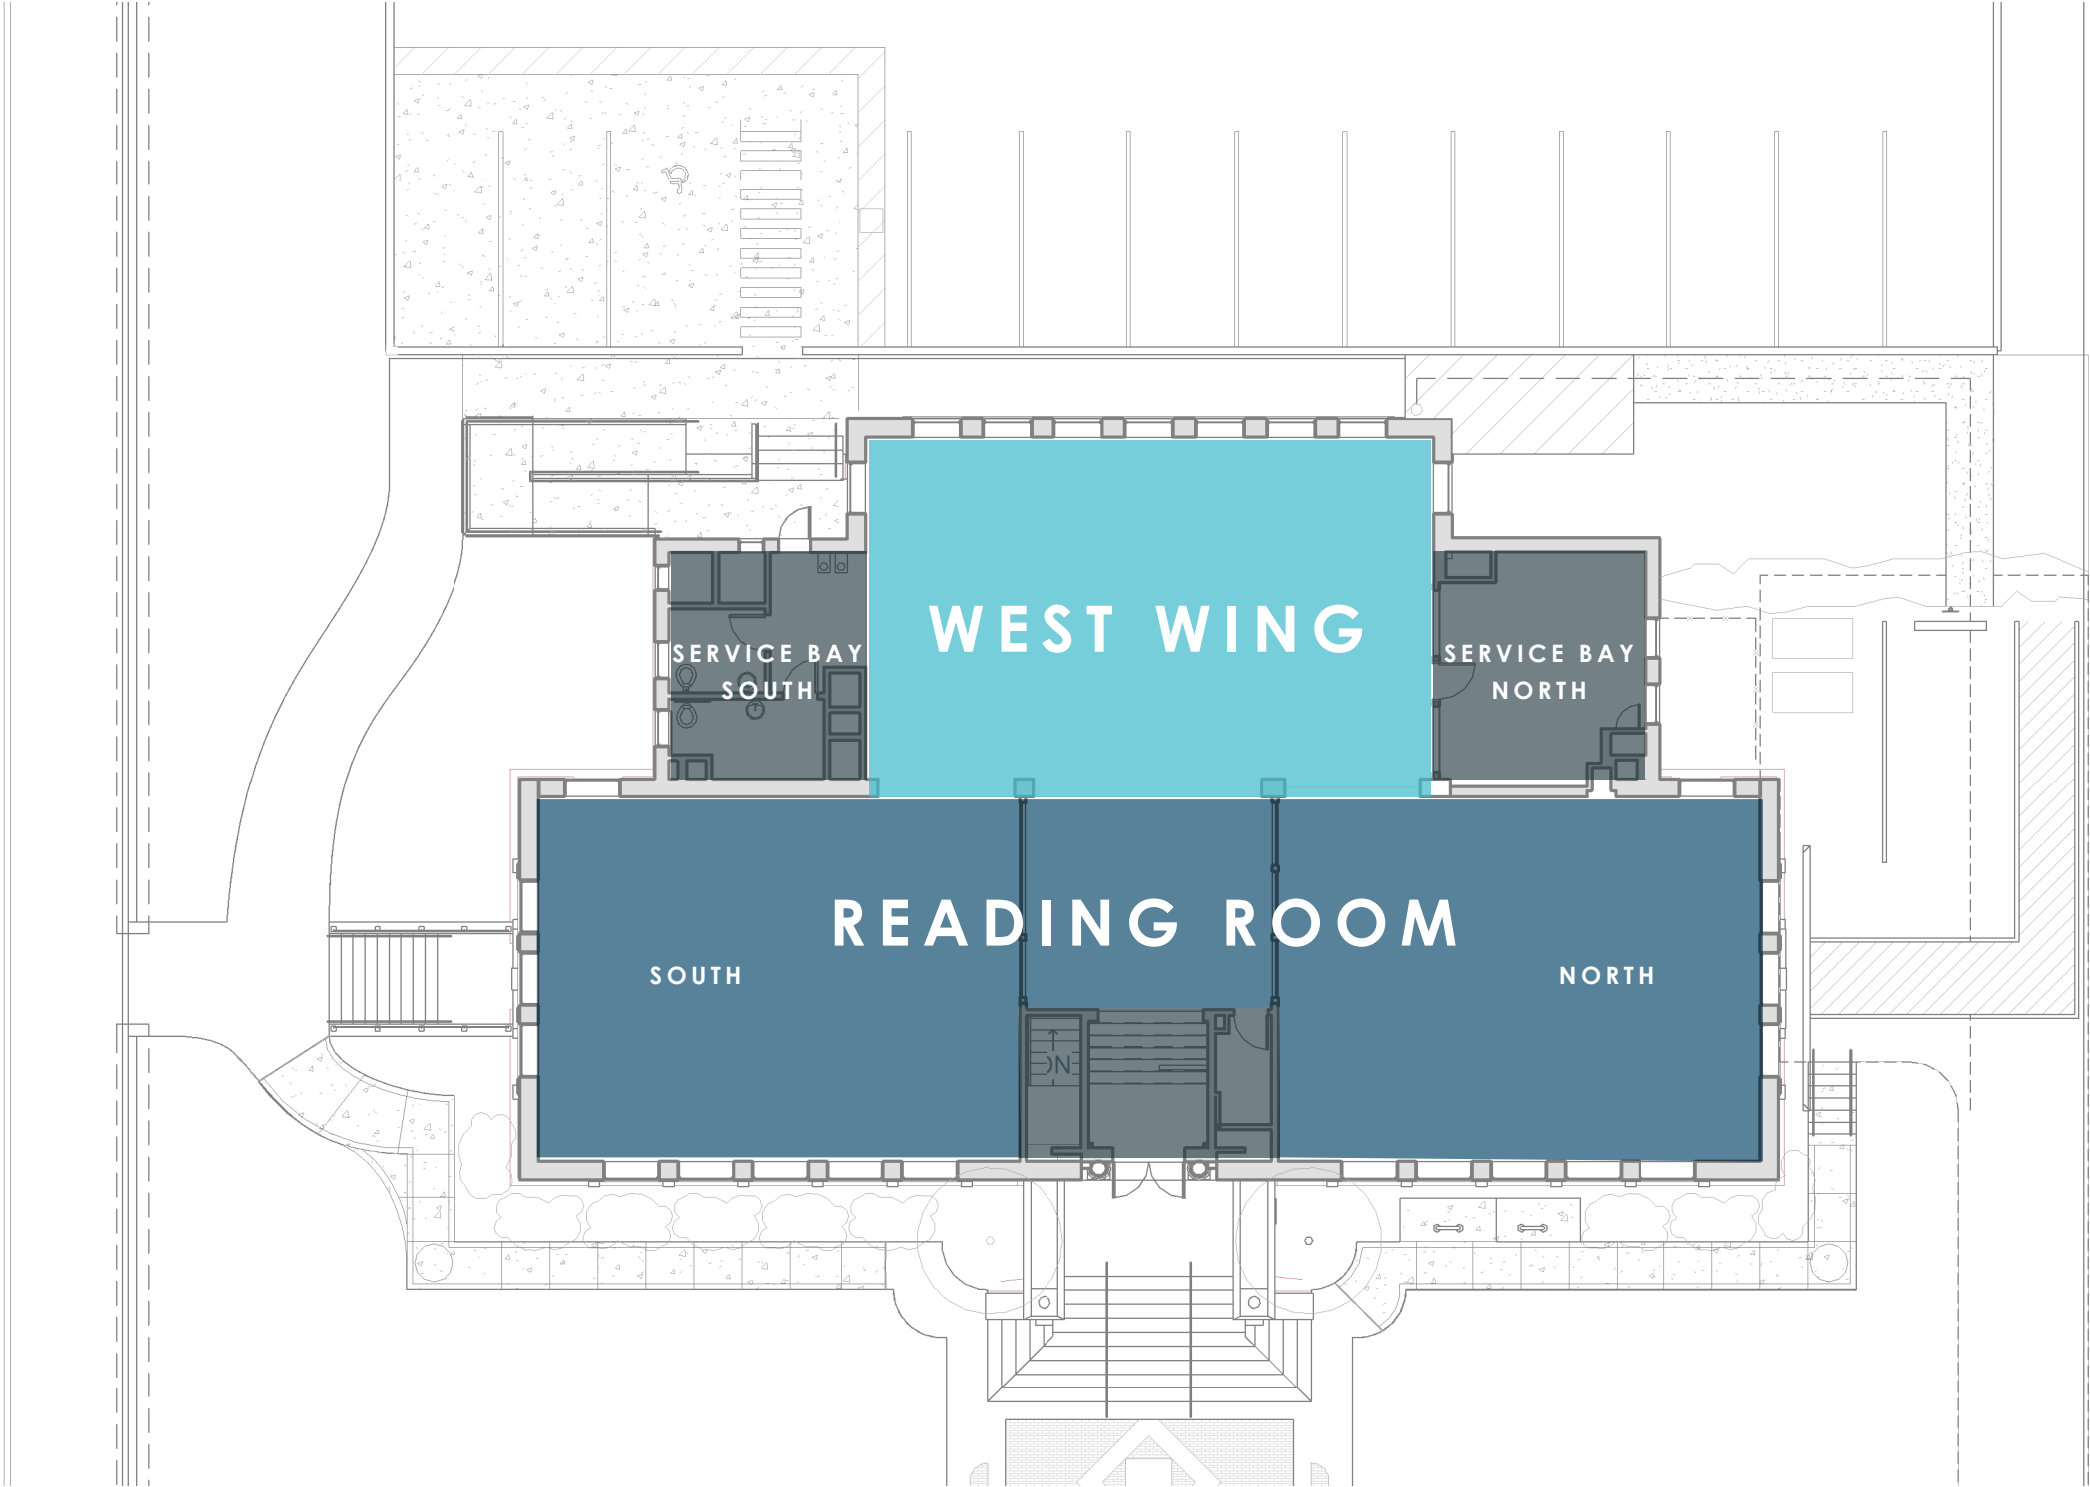 WEST WING
SERVICE BAY
SOUTH
SERVICE BAY
NORTH
READING ROOM
SOUTH
NORTH
DN